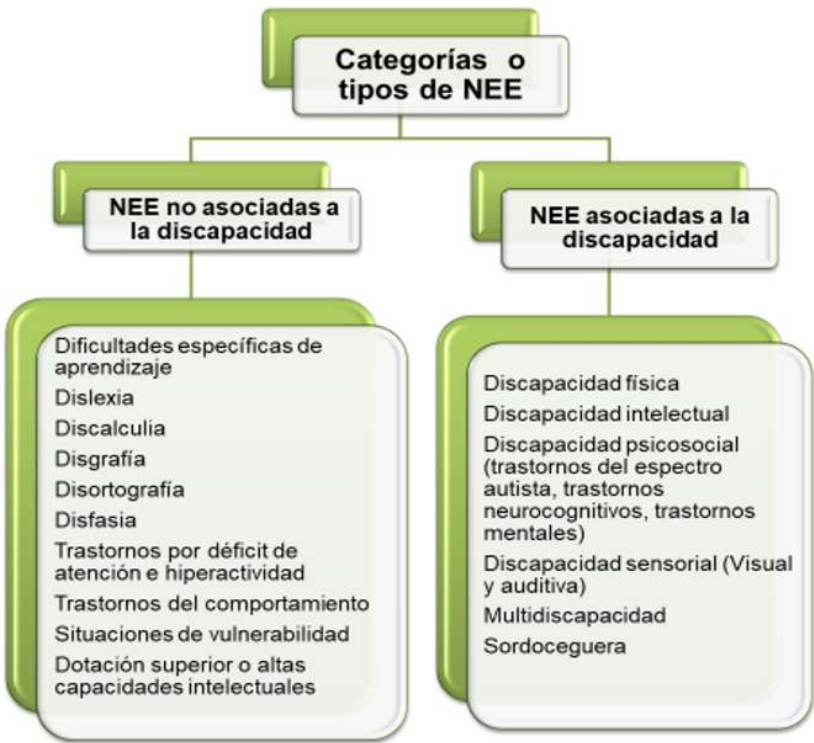 Categorías o
tipos de NEE
NEE no asociadas a
la discapacidad
NEE asociadas a la
discapacidad
Dificultades específicas de
aprendizaje
Dislexia
Discalculia
Disgrafía
Disortografía
Disfasia
Trastornos por déficit de
atención e hiperactividad
Trastornos del comportamiento
Situaciones de vulnerabilidad
Dotación superior o altas
capacidades intelectuales
Discapacidad física
Discapacidad intelectual
Discapacidad psicosocial
(trastornos del espectro
autista, trastornos
neurocognitivos, trastornos
mentales)
Discapacidad sensorial (Visual
y auditiva)
Multidiscapacidad
Sordoceguera